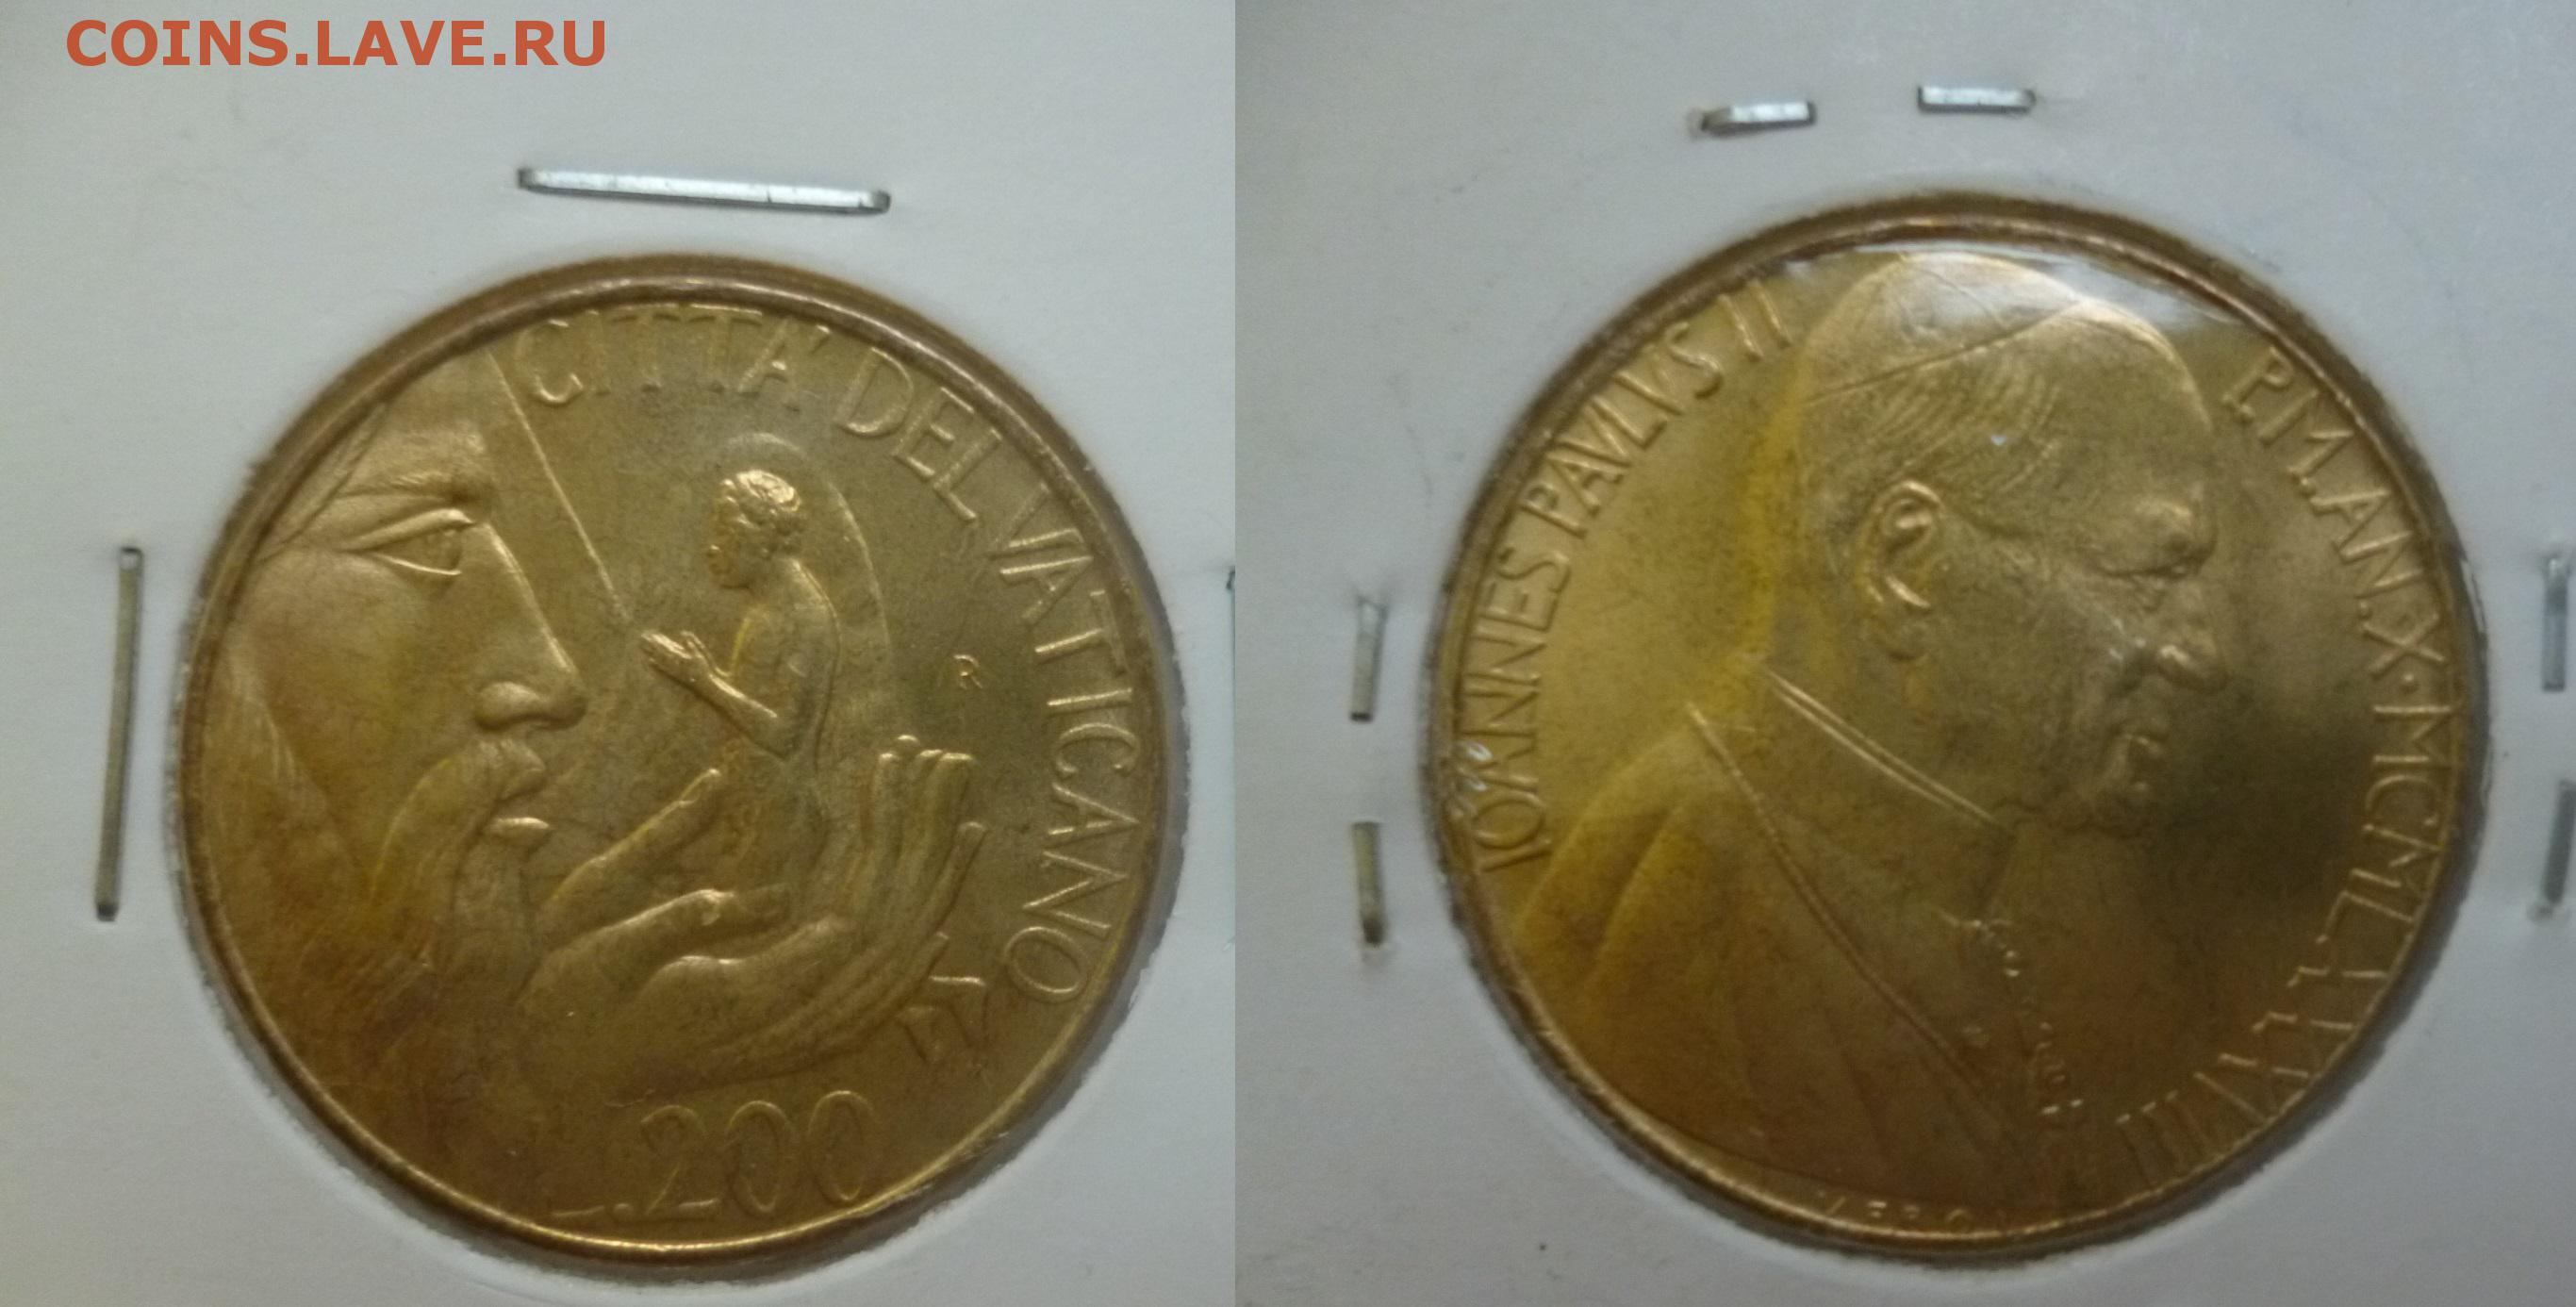 COINS.LAVE.RU
CITTA' DEL VATICANO
R
L.200
IOANNES PAVLVS II
P.M.AN.X·MCMLXXXVIII